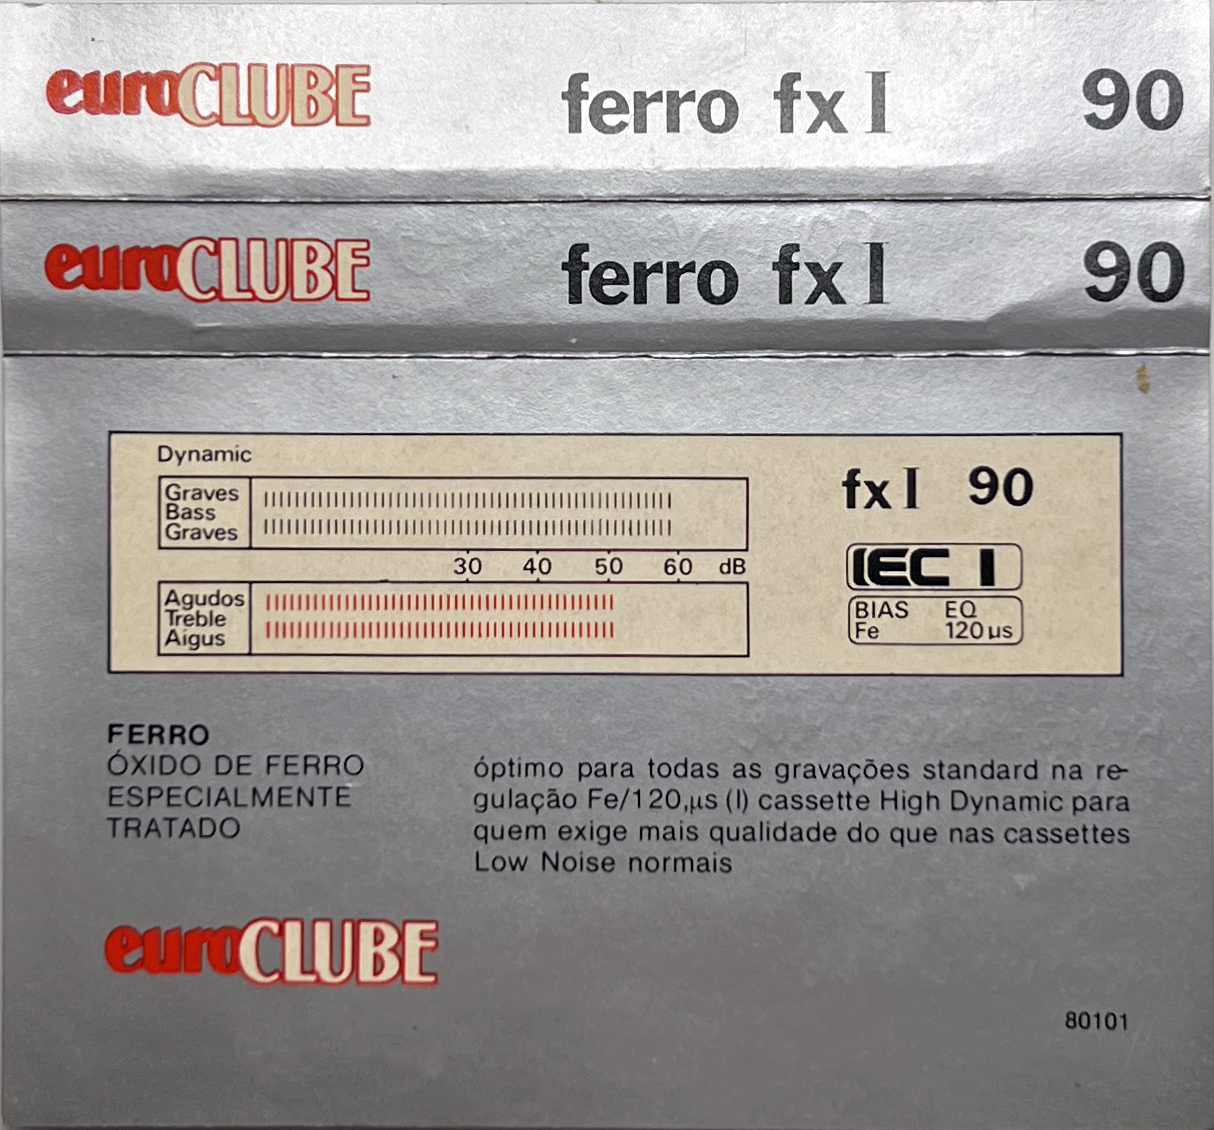 euroCLUBE ferro fx I 90
euroCLUBE ferro fx I 90
Dynamic
Graves
Bass
Graves
30 40 50 60 dB
Agudos
Treble
Aigus
fx I 90
IEC I
BIAS EQ
Fe 120 µs
FERRO
ÓXIDO DE FERRO
ESPECIALMENTE
TRATADO
óptimo para todas as gravações standard na re-
gulação Fe/120,µs (I) cassette High Dynamic para
quem exige mais qualidade do que nas cassettes
Low Noise normais
euroCLUBE
80101